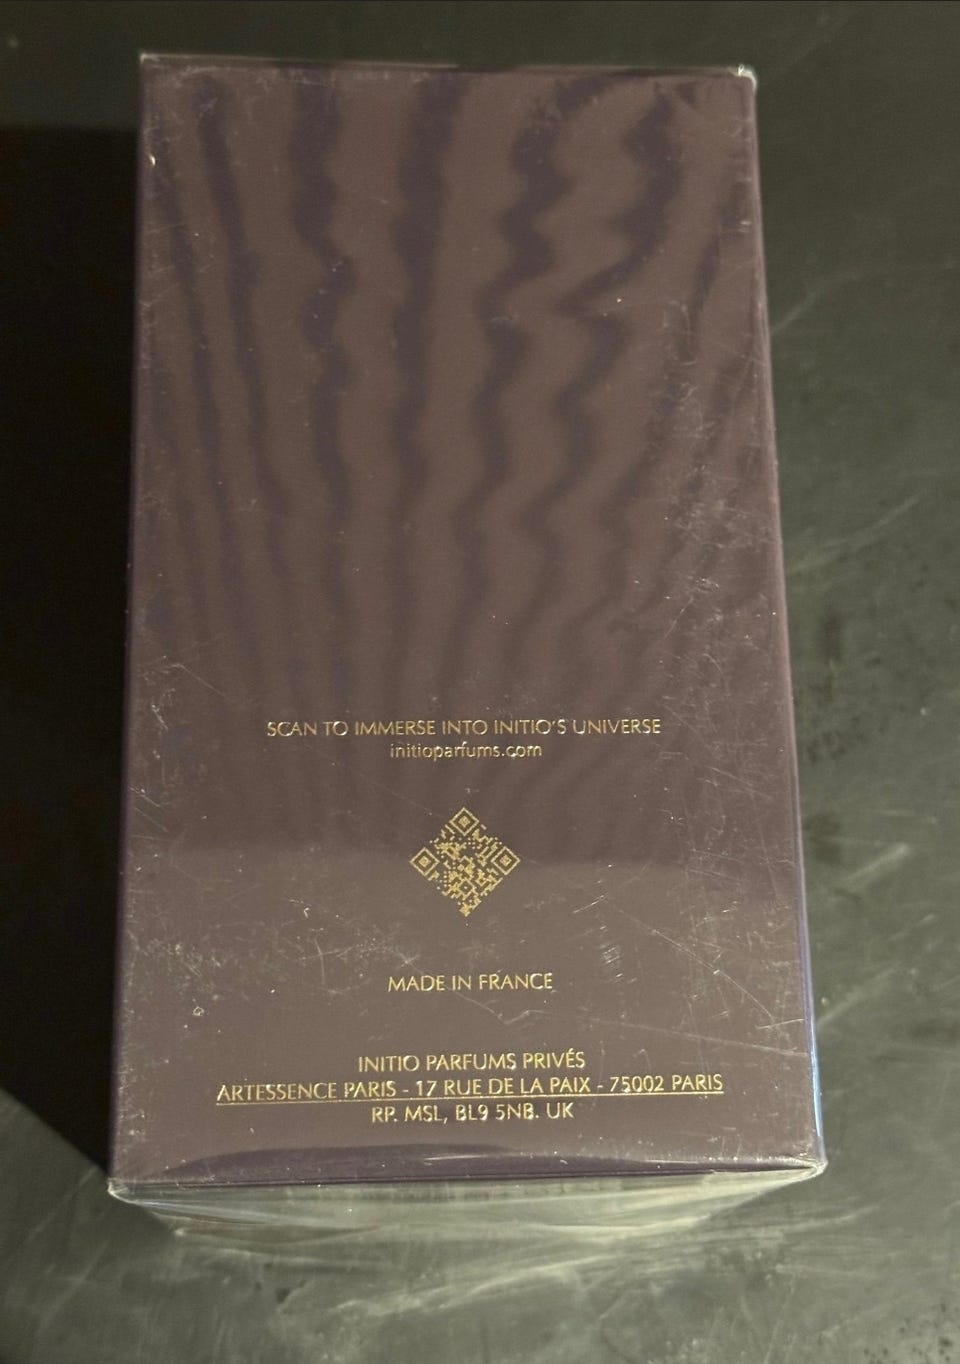 SCAN TO IMMERSE INTO INITIO'S UNIVERSE
initioparfums.com
MADE IN FRANCE
INITIO PARFUMS PRIVÉS
ARTESSENCE PARIS - 17 RUE DE LA PAIX - 75002 PARIS
RP. MSL, BL9 5NB. UK